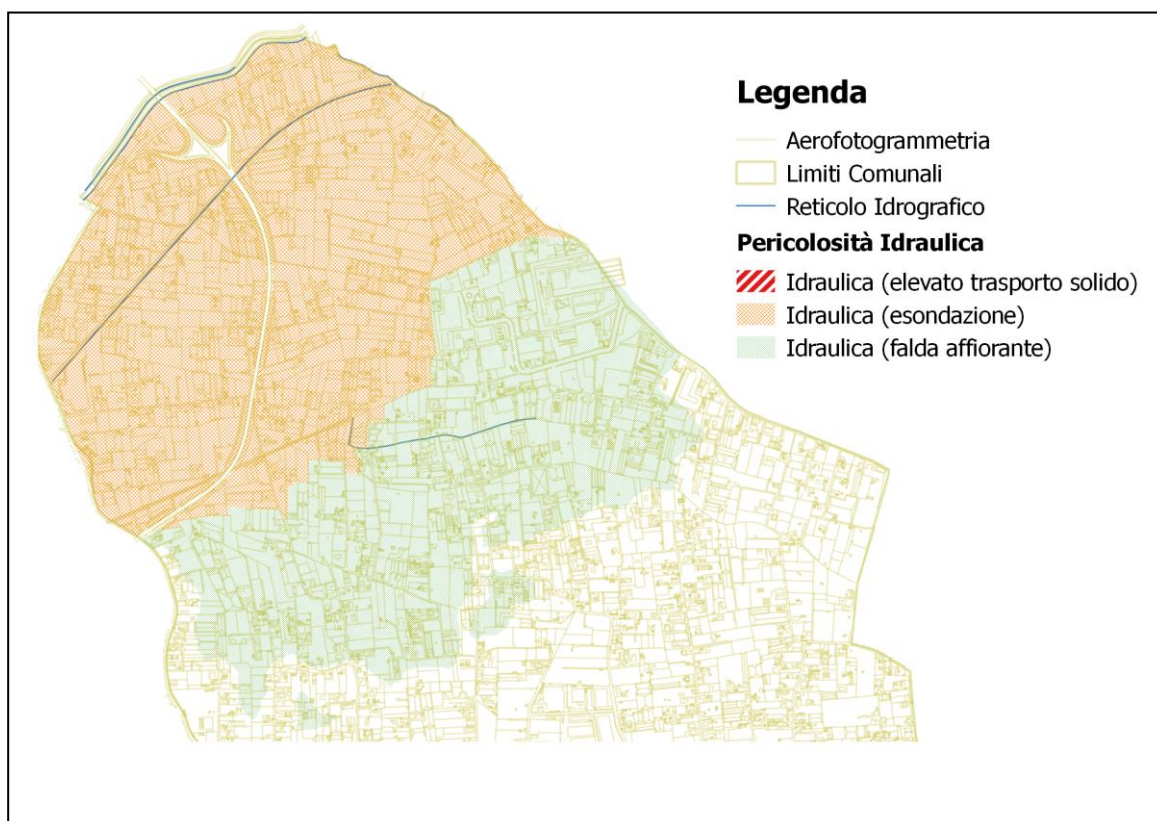 Legenda
Aerofotogrammetria
Limiti Comunali
Reticolo Idrografico
Pericolosità Idraulica
Idraulica (elevato trasporto solido)
Idraulica (esondazione)
Idraulica (falda affiorante)